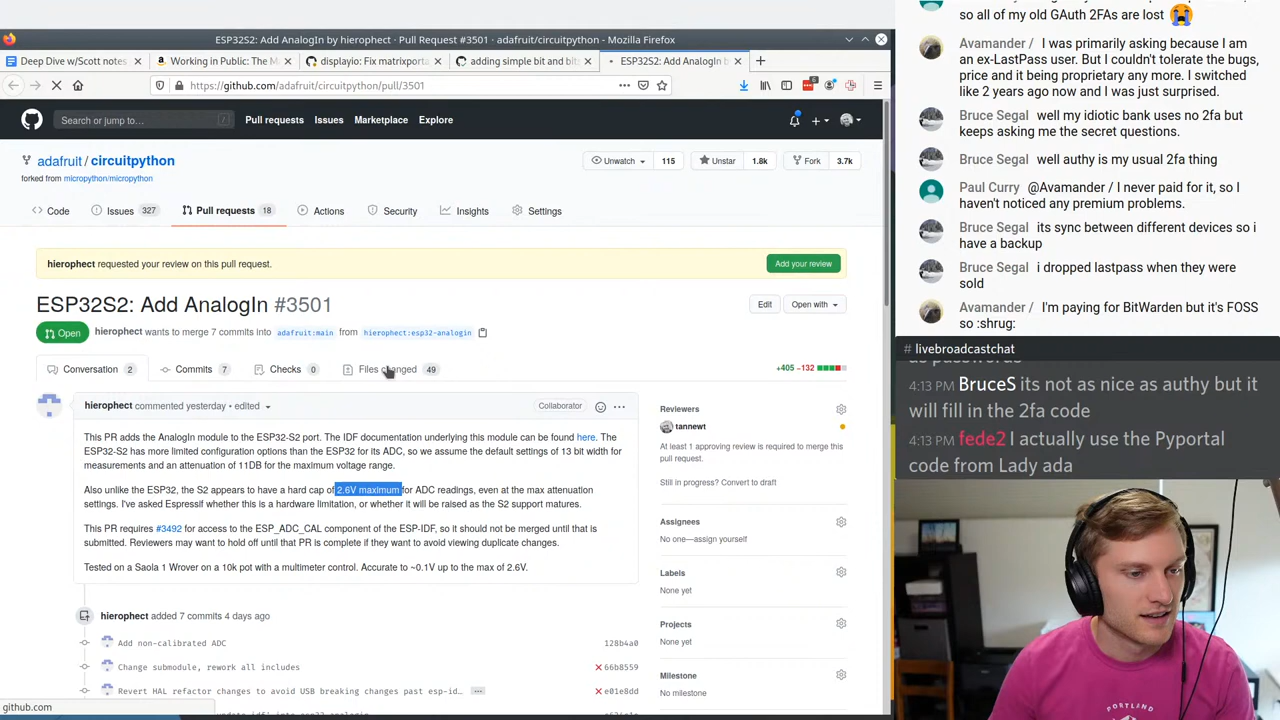 ESP32S2: Add AnalogIn by hierophect · Pull Request #3501 · adafruit/circuitpython - Mozilla Firefox
Deep Dive w/Scott notes
Working in Public: The Ma
displayio: Fix matrixporta
adding simple bit and bits
ESP32S2: Add AnalogIn b
https://github.com/adafruit/circuitpython/pull/3501
6
Search or jump to...
/
Pull requests
Issues
Marketplace
Explore
adafruit / circuitpython
forked from micropython/micropython
Unwatch 115
Unstar 1.8k
Fork 3.7k
Code
Issues 327
Pull requests 18
Actions
Security
Insights
Settings
hierophect requested your review on this pull request.
Add your review
ESP32S2: Add AnalogIn #3501
Edit
Open with
Open
hierophect wants to merge 7 commits into adafruit:main from hierophect:esp32-analogin
Conversation 2
Commits 7
Checks 0
Files changed 49
+405 −132
hierophect commented yesterday • edited
Collaborator
This PR adds the AnalogIn module to the ESP32-S2 port. The IDF documentation underlying this module can be found here. The
ESP32-S2 has more limited configuration options than the ESP32 for its ADC, so we assume the default settings of 13 bit width for
measurements and an attenuation of 11DB for the maximum voltage range.
Also unlike the ESP32, the S2 appears to have a hard cap of 2.6V maximum for ADC readings, even at the max attenuation
settings. I've asked Espressif whether this is a hardware limitation, or whether it will be raised as the S2 support matures.
This PR requires #3492 for access to the ESP_ADC_CAL component of the ESP-IDF, so it should not be merged until that is
submitted. Reviewers may want to hold off until that PR is complete if they want to avoid viewing duplicate changes.
Tested on a Saola 1 Wrover on a 10k pot with a multimeter control. Accurate to ~0.1V up to the max of 2.6V.
hierophect added 7 commits 4 days ago
Add non-calibrated ADC
128b4a0
Change submodule, rework all includes
66b8559
Revert HAL refactor changes to avoid USB breaking changes past esp-id…
e01e8dd
Reviewers
tannewt
At least 1 approving review is required to merge this
pull request.
Still in progress? Convert to draft
Assignees
No one—assign yourself
Labels
None yet
Projects
None yet
Milestone
No milestone
github.com
so all of my old GAuth 2FAs are lost
Avamander / I was primarily asking because I am
an ex-LastPass user. But I couldn't tolerate the bugs,
price and it being proprietary any more. I switched
like 2 years ago now and I was just surprised.
Bruce Segal well my idiotic bank uses no 2fa but
keeps asking me the secret questions.
Bruce Segal well authy is my usual 2fa thing
Paul Curry @Avamander / I never paid for it, so I
haven't noticed any premium problems.
Bruce Segal its sync between different devices so i
have a backup
Bruce Segal i dropped lastpass when they were
sold
Avamander / I'm paying for BitWarden but it's FOSS
so :shrug:
# livebroadcastchat
as passwords
4:13 PM BruceS its not as nice as authy but it
will fill in the 2fa code
4:13 PM fede2 I actually use the Pyportal
code from Lady ada
PORTLAND